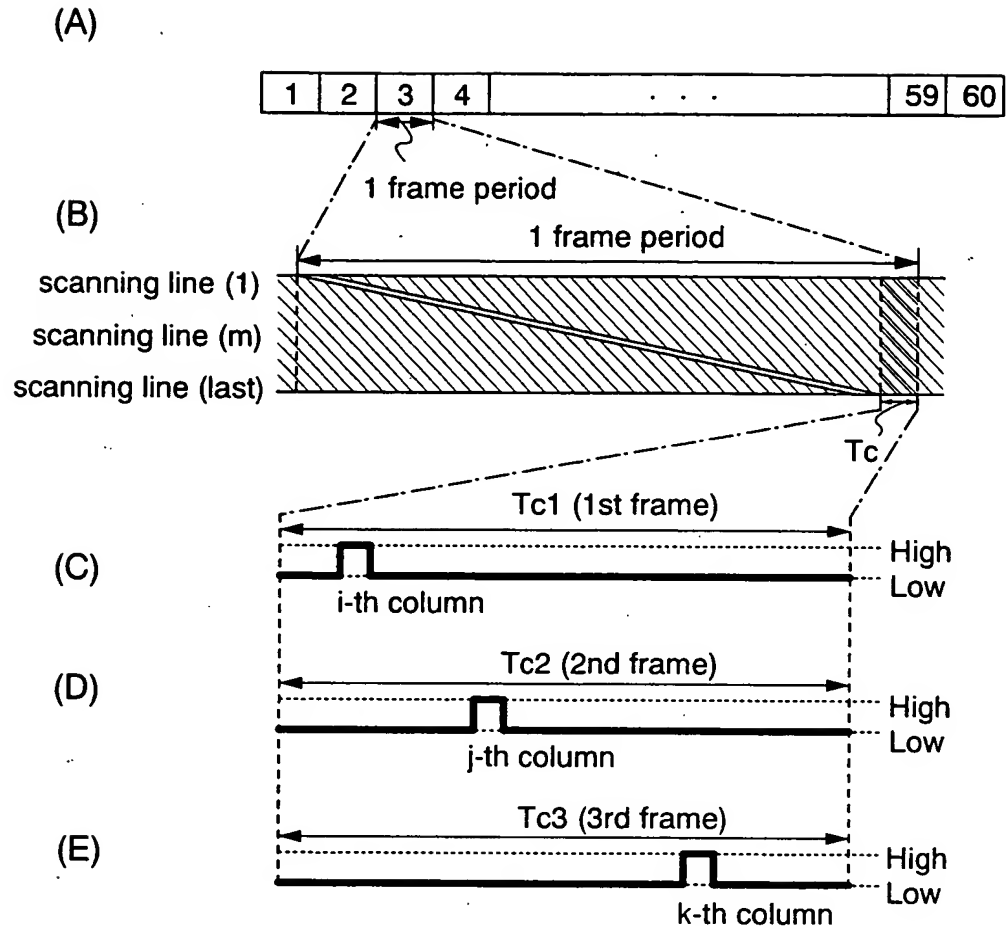 (A)
1 2 3 4 . . . 59 60
1 frame period
(B)
1 frame period
scanning line (1)
scanning line (m)
scanning line (last)
Tc
Tc1 (1st frame)
(C)
High
Low
i-th column
Tc2 (2nd frame)
(D)
High
Low
j-th column
Tc3 (3rd frame)
(E)
High
Low
k-th column